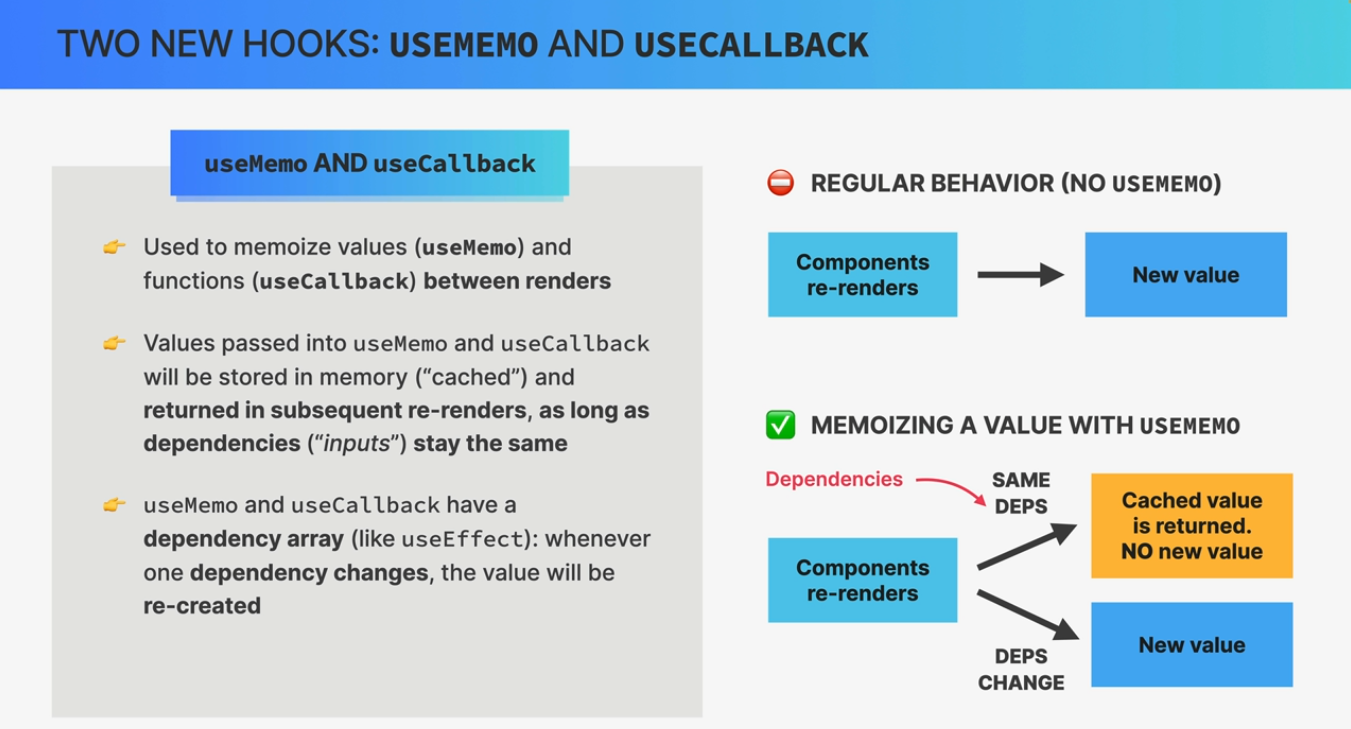 TWO NEW HOOKS: USEMEMO AND USECALLBACK
useMemo AND useCallback
Used to memoize values (useMemo) and
functions (useCallback) between renders
Values passed into useMemo and useCallback
will be stored in memory (“cached”) and
returned in subsequent re-renders, as long as
dependencies (“inputs”) stay the same
useMemo and useCallback have a
dependency array (like useEffect): whenever
one dependency changes, the value will be
re-created
REGULAR BEHAVIOR (NO USEMEMO)
Components
re-renders
New value
MEMOIZING A VALUE WITH USEMEMO
Dependencies
SAME
DEPS
Cached value
is returned.
NO new value
Components
re-renders
New value
DEPS
CHANGE